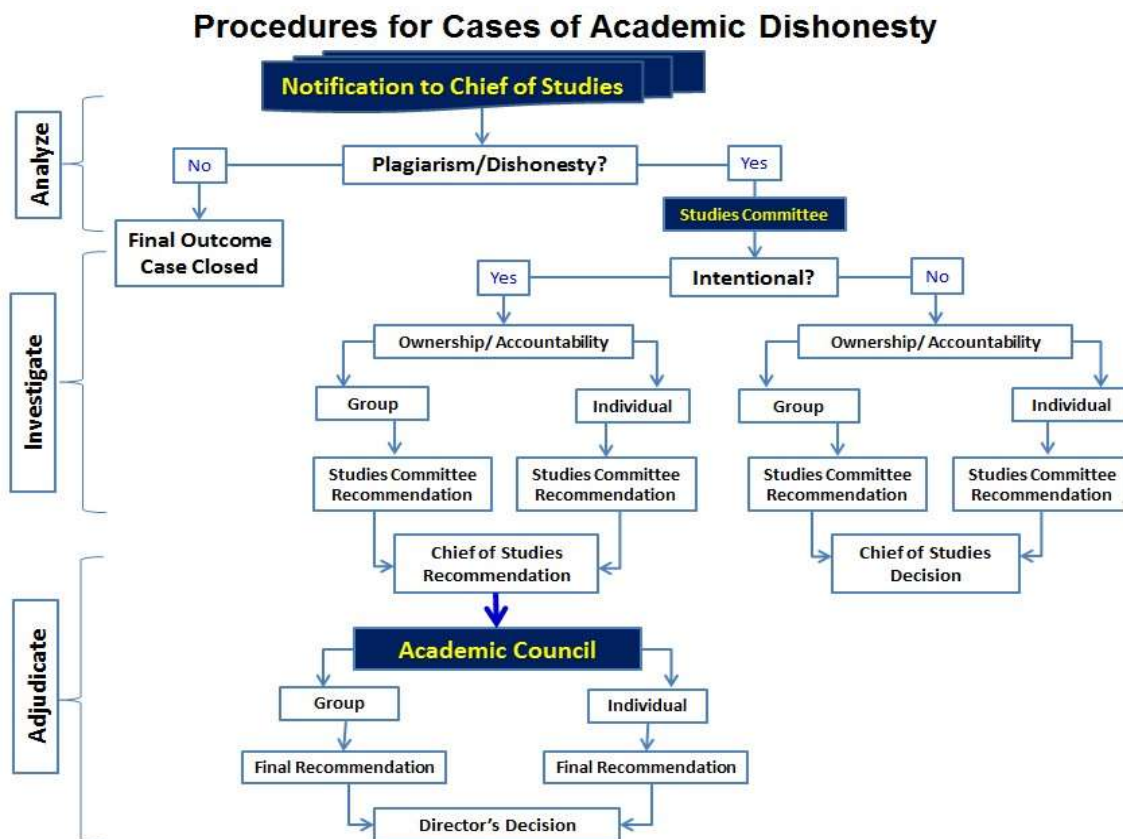 Procedures for Cases of Academic Dishonesty
Notification to Chief of Studies
Analyze
No
Plagiarism/Dishonesty?
Yes
Studies Committee
Final Outcome
Case Closed
Yes
Intentional?
No
Investigate
Ownership/ Accountability
Ownership/ Accountability
Group
Individual
Group
Individual
Studies Committee
Recommendation
Studies Committee
Recommendation
Studies Committee
Recommendation
Studies Committee
Recommendation
Chief of Studies
Recommendation
Chief of Studies
Decision
Adjudicate
Academic Council
Group
Individual
Final Recommendation
Final Recommendation
Director's Decision